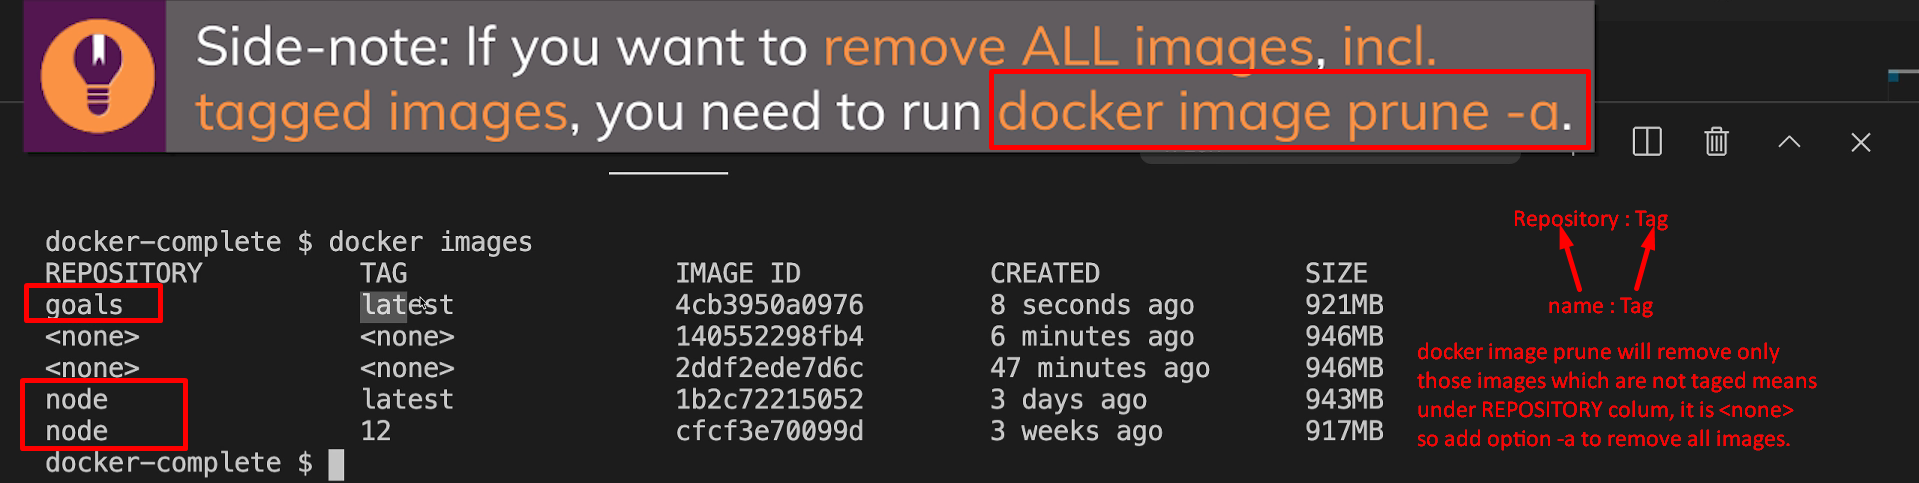 Side-note: If you want to remove ALL images, incl.
tagged images, you need to run docker image prune -a.
Repository : Tag
name : Tag
docker-complete $ docker images
REPOSITORY TAG IMAGE ID CREATED SIZE
goals latest 4cb3950a0976 8 seconds ago 921MB
<none> <none> 140552298fb4 6 minutes ago 946MB
<none> <none> 2ddf2ede7d6c 47 minutes ago 946MB
node latest 1b2c72215052 3 days ago 943MB
node 12 cfcf3e70099d 3 weeks ago 917MB
docker-complete $
docker image prune will remove only
those images which are not taged means
under REPOSITORY colum, it is <none>
so add option -a to remove all images.